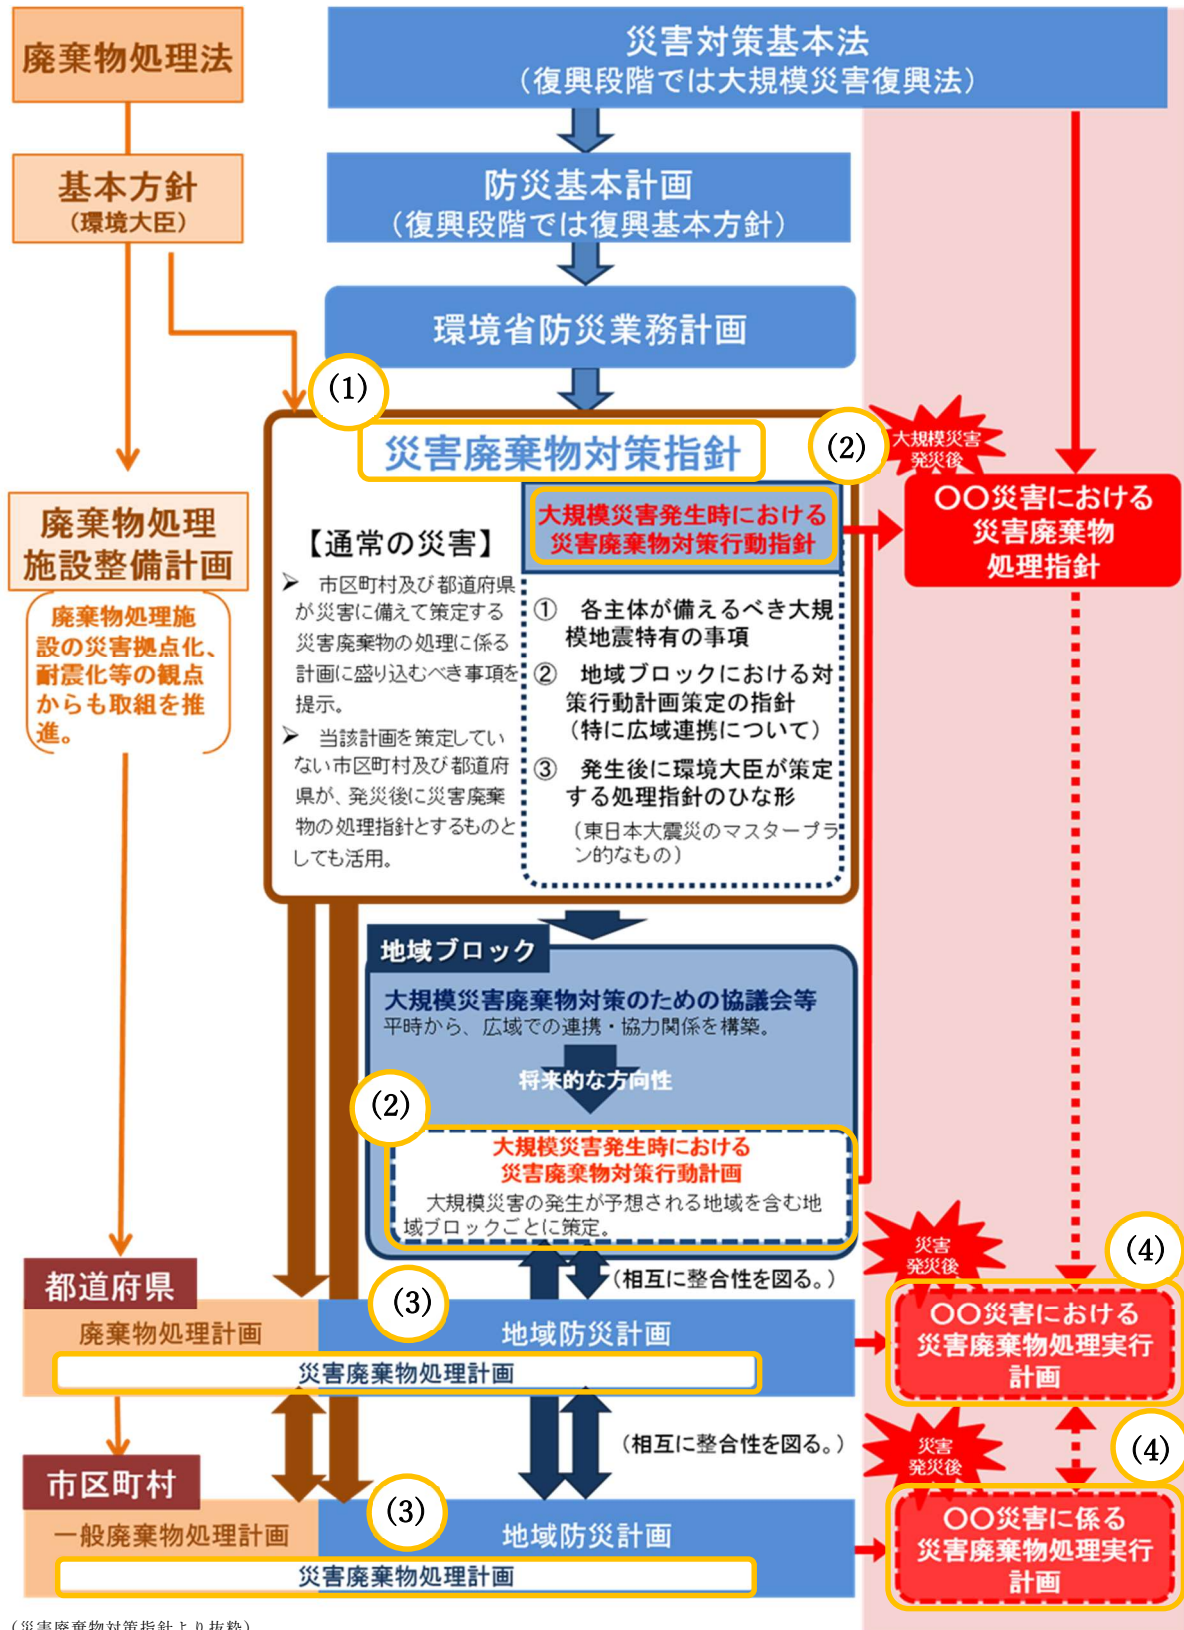 廃棄物処理法
災害対策基本法
（復興段階では大規模災害復興法）
基本方針
（環境大臣）
防災基本計画
（復興段階では復興基本方針）
環境省防災業務計画
(1)
災害廃棄物対策指針
(2)
大規模災害
発災後
〇〇災害における
災害廃棄物
処理指針
廃棄物処理
施設整備計画
廃棄物処理施
設の災害拠点化、
耐震化等の観点
からも取組を推
進。
【通常の災害】
➢ 市区町村及び都道府県
が災害に備えて策定する
災害廃棄物の処理に係る
計画に盛り込むべき事項を
提示。
➢ 当該計画を策定してい
ない市区町村及び都道府
県が、発災後に災害廃棄
物の処理指針とするものと
しても活用。
大規模災害発生時における
災害廃棄物対策行動指針
① 各主体が備えるべき大規
模地震特有の事項
② 地域ブロックにおける対
策行動計画策定の指針
（特に広域連携について）
③ 発生後に環境大臣が策定
する処理指針のひな形
（東日本大震災のマスタープラ
ン的なもの）
地域ブロック
大規模災害廃棄物対策のための協議会等
平時から、広域での連携・協力関係を構築。
将来的な方向性
(2)
大規模災害発生時における
災害廃棄物対策行動計画
大規模災害の発生が予想される地域を含む地
域ブロックごとに策定。
（相互に整合性を図る。）
都道府県
(3)
廃棄物処理計画
地域防災計画
災害廃棄物処理計画
災害
発災後
(4)
〇〇災害における
災害廃棄物処理実行
計画
（相互に整合性を図る。）
市区町村
(3)
一般廃棄物処理計画
地域防災計画
災害廃棄物処理計画
災害
発災後
(4)
〇〇災害に係る
災害廃棄物処理実行
計画
(災害廃棄物対策指針より抜粋)